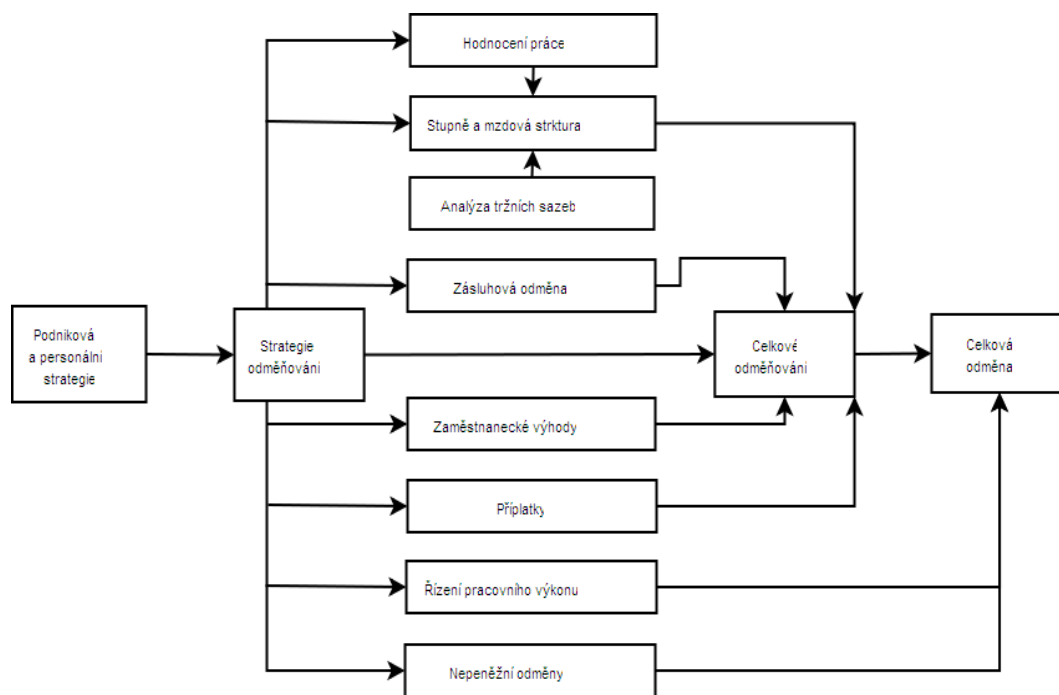 Hodnocení práce
Stupně a mzdová strktura
Analýza tržních sazeb
Zásluhová odměna
Podniková
a personální
strategie
Strategie
odměňování
Celkové
odměňování
Celková
odměna
Zaměstnanecké výhody
Příplatky
Řízení pracovního výkonu
Nepeněžní odměny